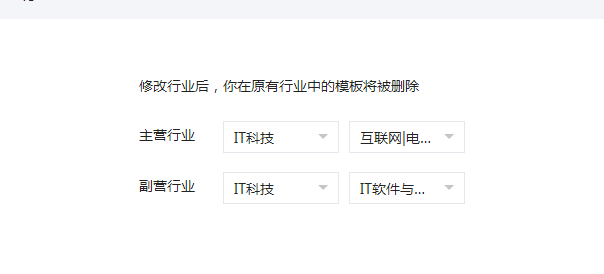 修改行业后，你在原有行业中的模板将被删除
主营行业 IT科技 互联网|电...
副营行业 IT科技 IT软件与...